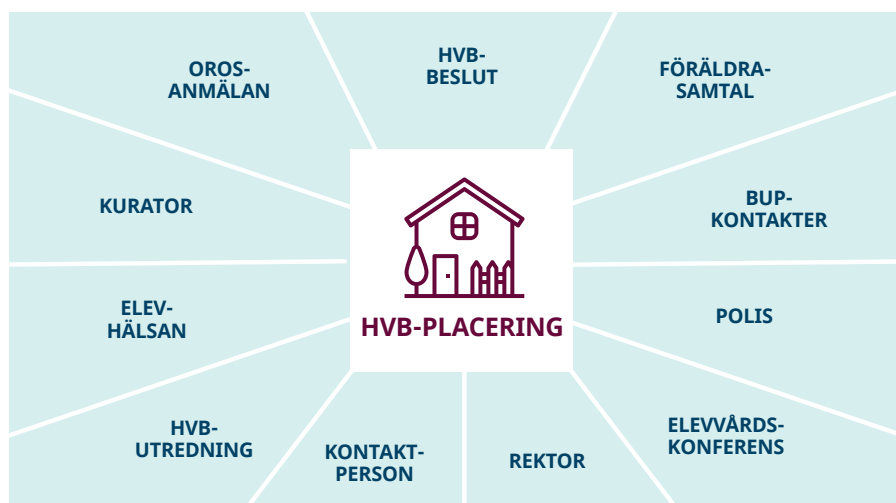 OROS-
ANMÄLAN
HVB-
BESLUT
FÖRÄLDRA-
SAMTAL
KURATOR
BUP-
KONTAKTER
ELEV-
HÄLSAN
HVB-PLACERING
POLIS
HVB-
UTREDNING
KONTAKT-
PERSON
REKTOR
ELEVVÅRDS-
KONFERENS